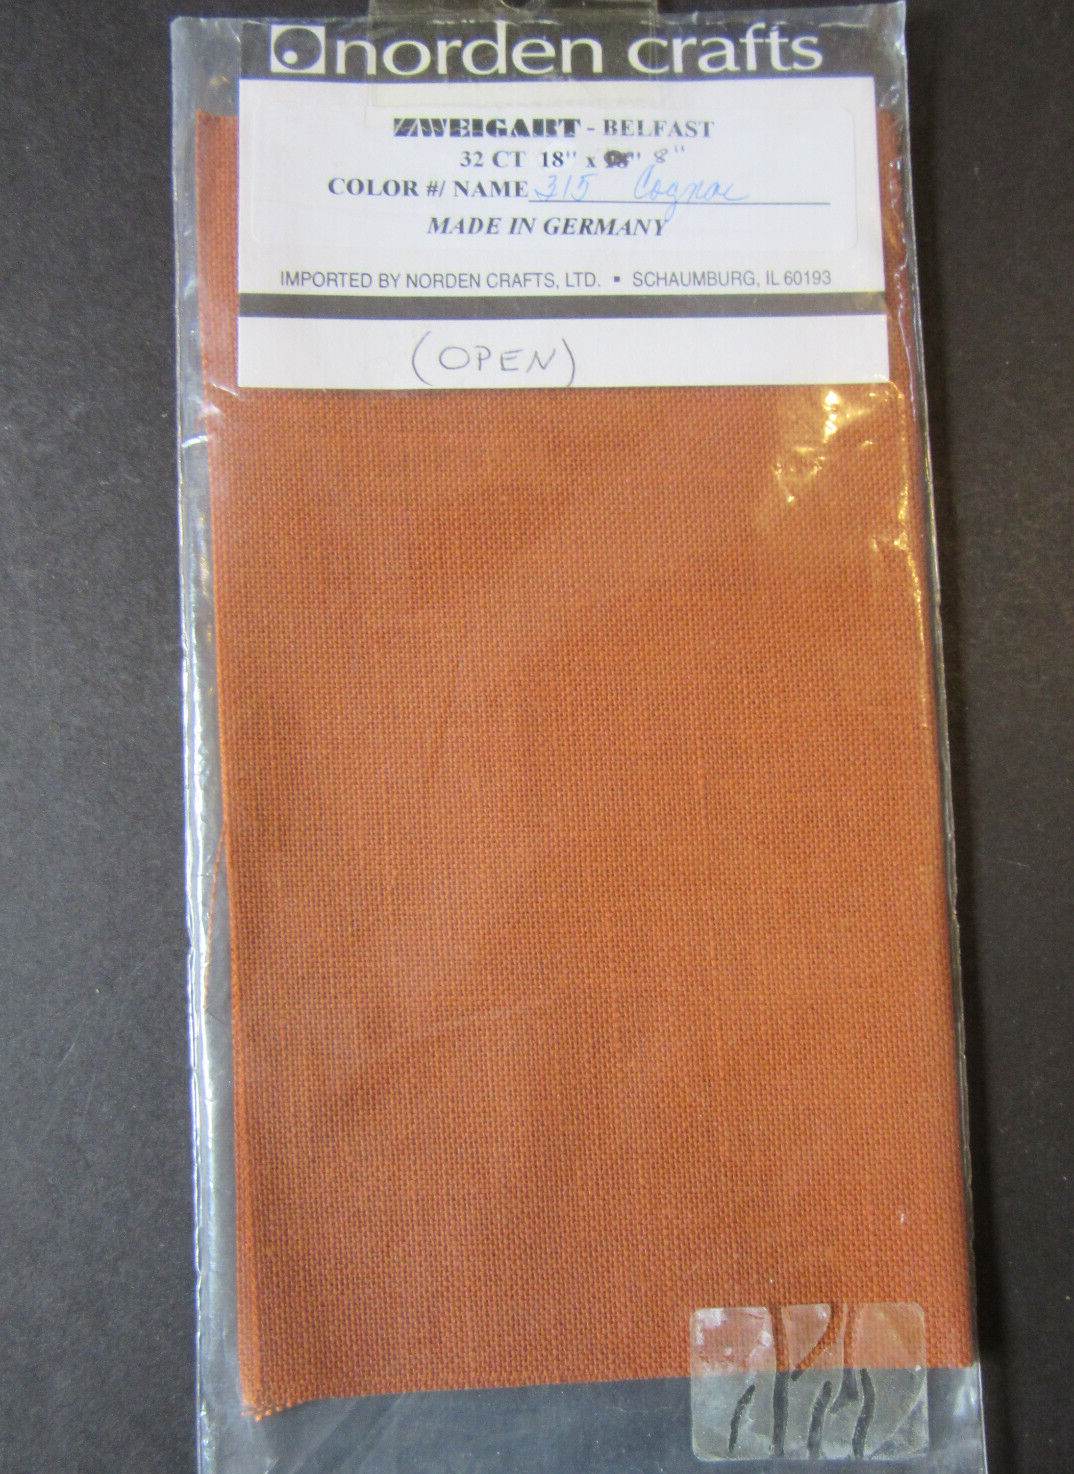 norden crafts
ZWEIGART - BELFAST
32 CT 18" x 8"
COLOR #/ NAME 315 Cognac
MADE IN GERMANY
IMPORTED BY NORDEN CRAFTS, LTD. ▪ SCHAUMBURG, IL 60193
(OPEN)